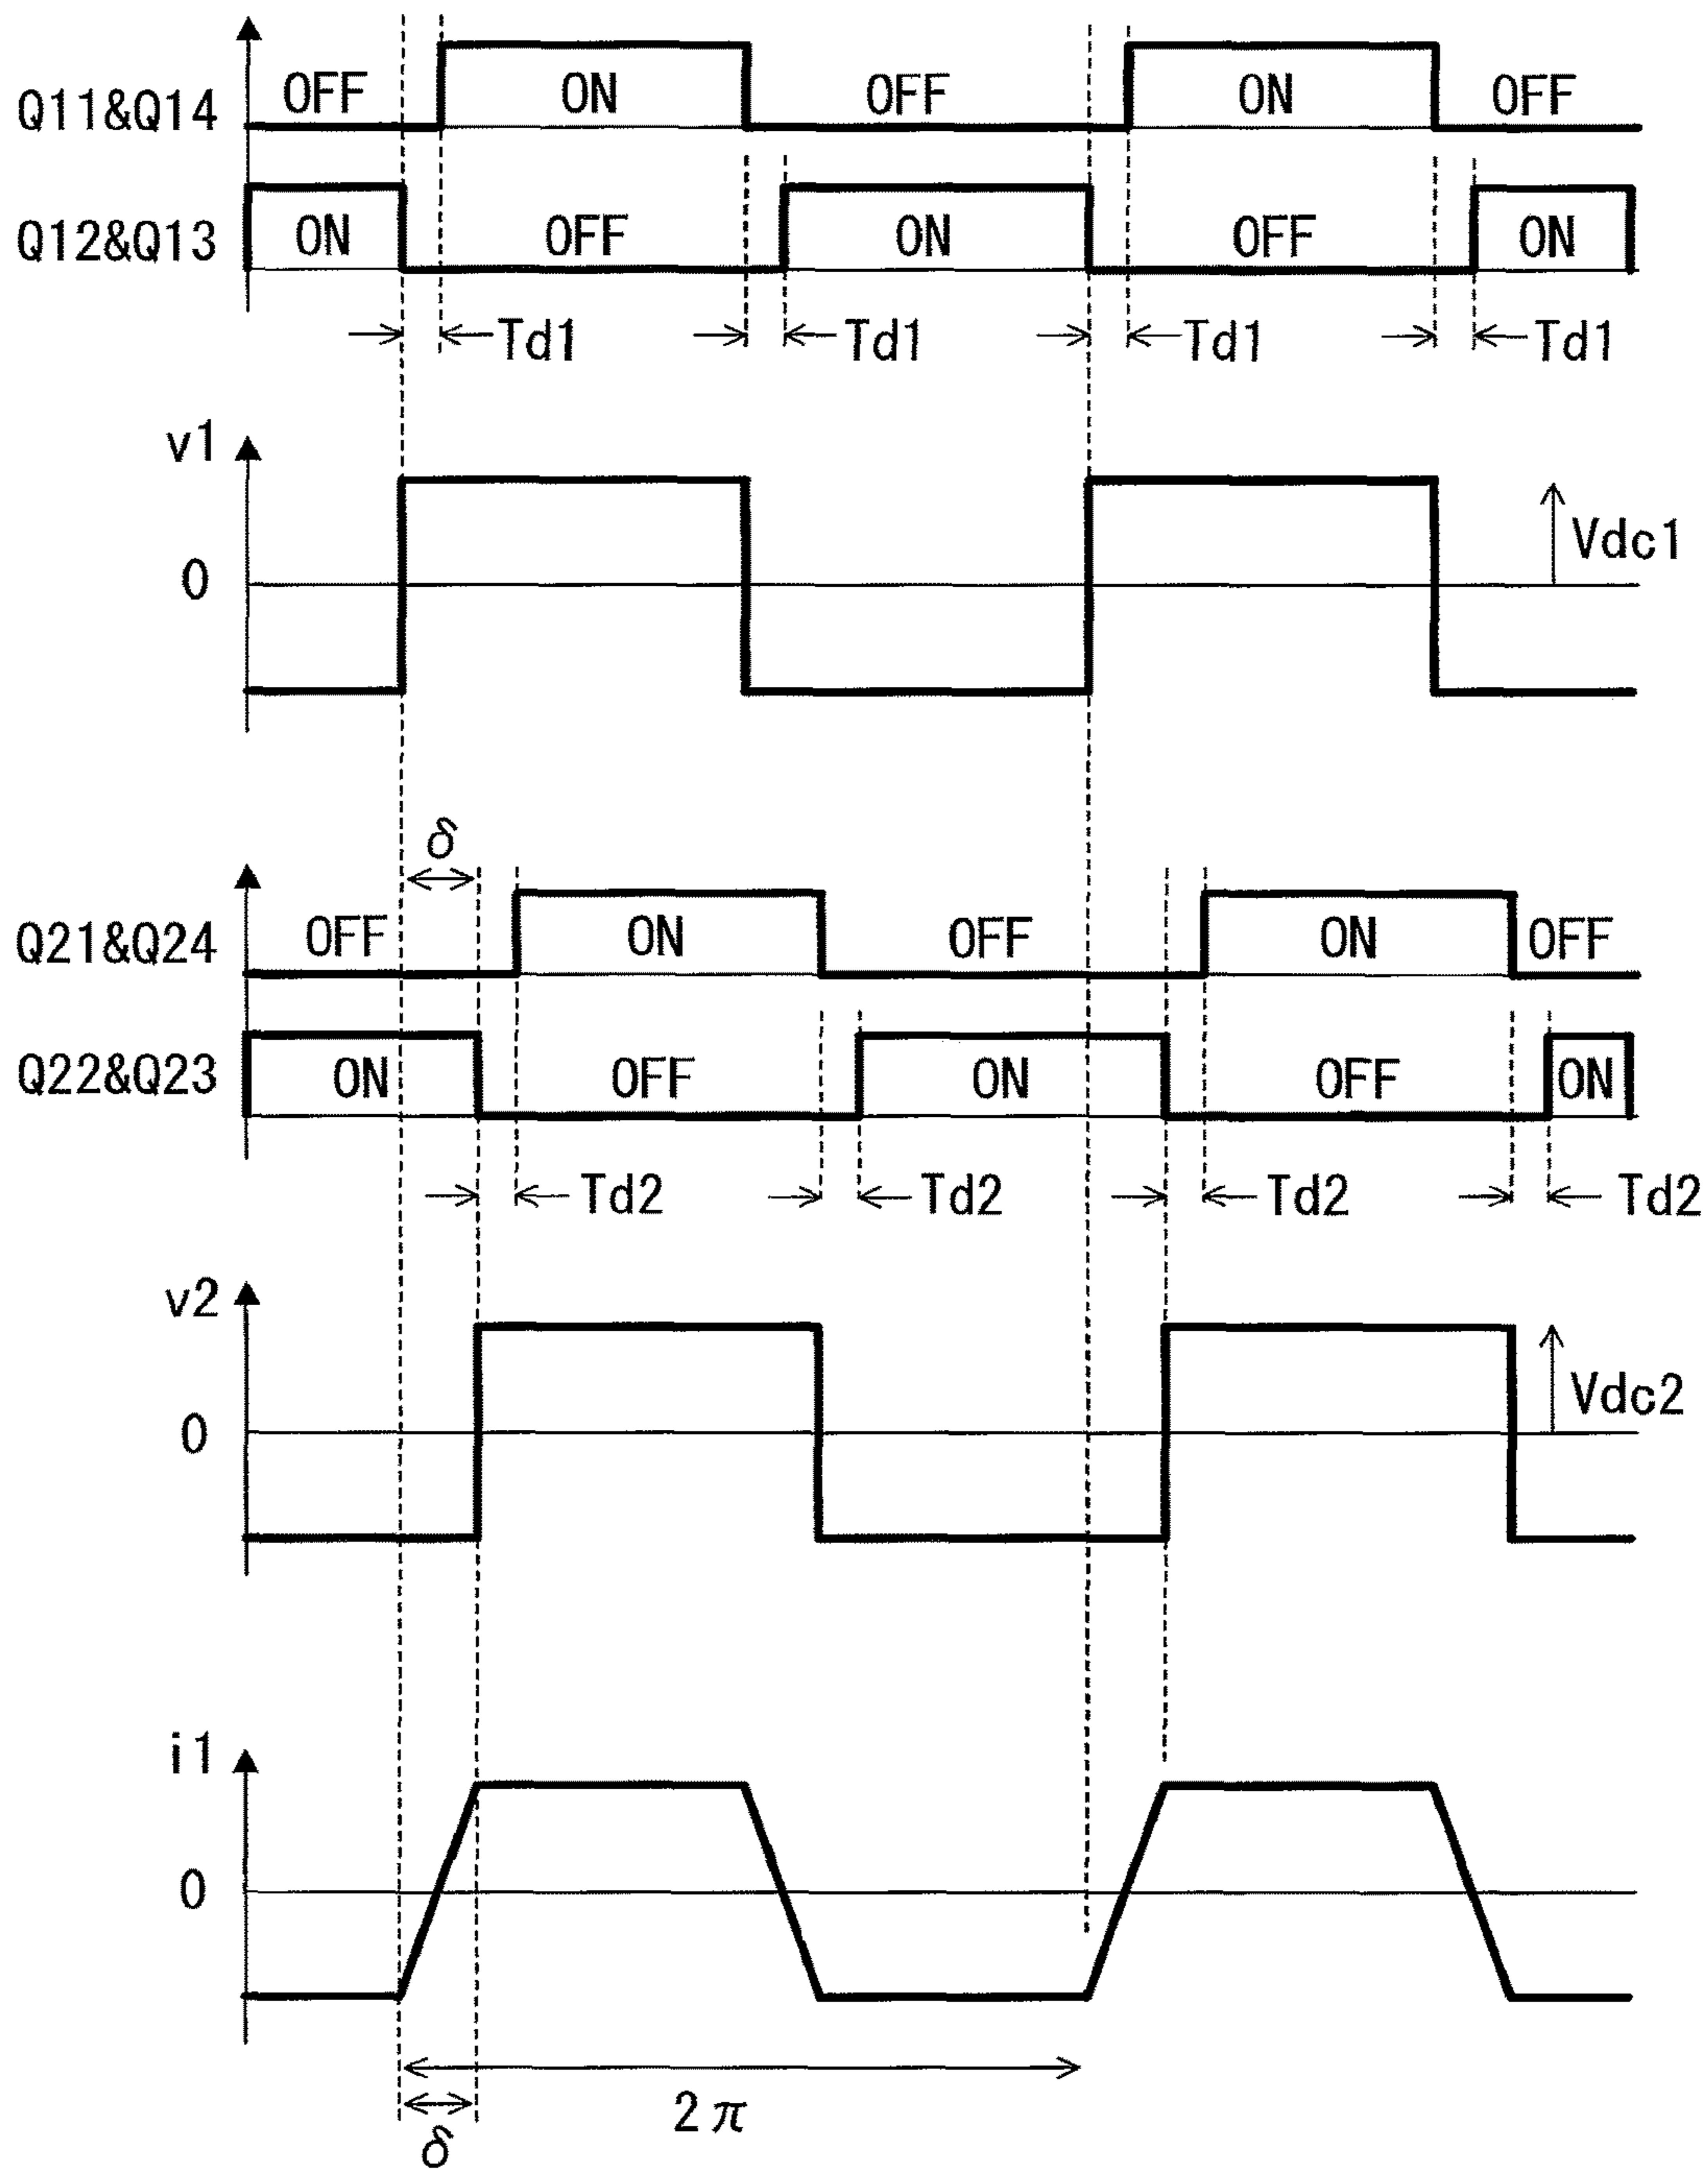 OFF ON OFF ON OFF
Q11&Q14
Q12&Q13 ON OFF ON OFF ON
Td1 Td1 Td1 Td1
v1
Vdc1
0
δ
OFF ON OFF ON OFF
Q21&Q24
Q22&Q23 ON OFF ON OFF ON
Td2 Td2 Td2 Td2
v2
Vdc2
0
i1
0
2π
δ